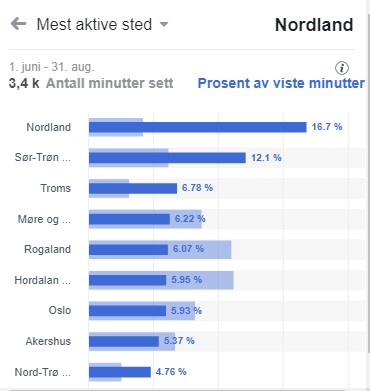 Mest aktive sted
Nordland
1. juni - 31. aug.
3,4 k Antall minutter sett
Prosent av viste minutter
Nordland 16.7 %
Sør-Trøn ... 12.1 %
Troms 6.78 %
Møre og ... 6.22 %
Rogaland 6.07 %
Hordalan ... 5.95 %
Oslo 5.93 %
Akershus 5.37 %
Nord-Trø ... 4.76 %